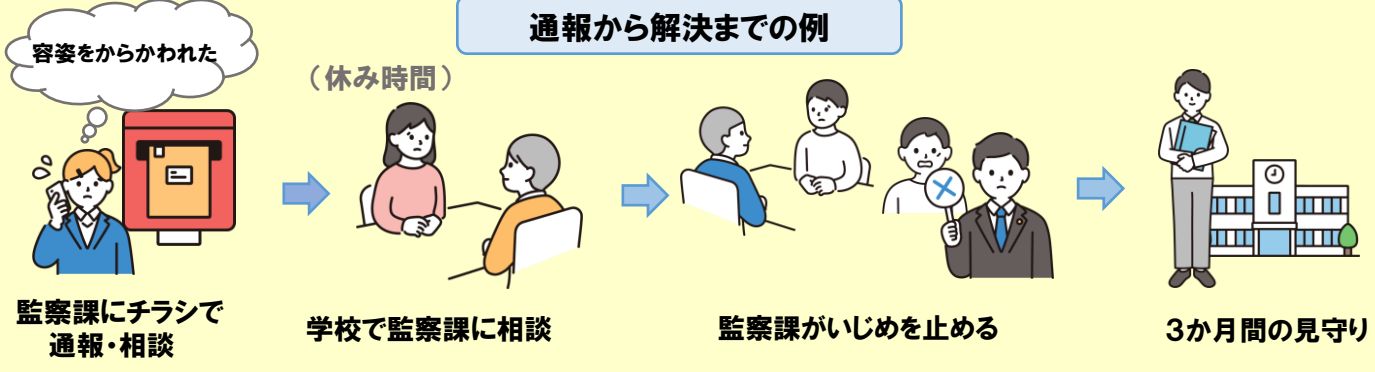 通報から解決までの例
容姿をからかわれた
（休み時間）
監察課にチラシで
通報・相談
学校で監察課に相談
監察課がいじめを止める
３か月間の見守り